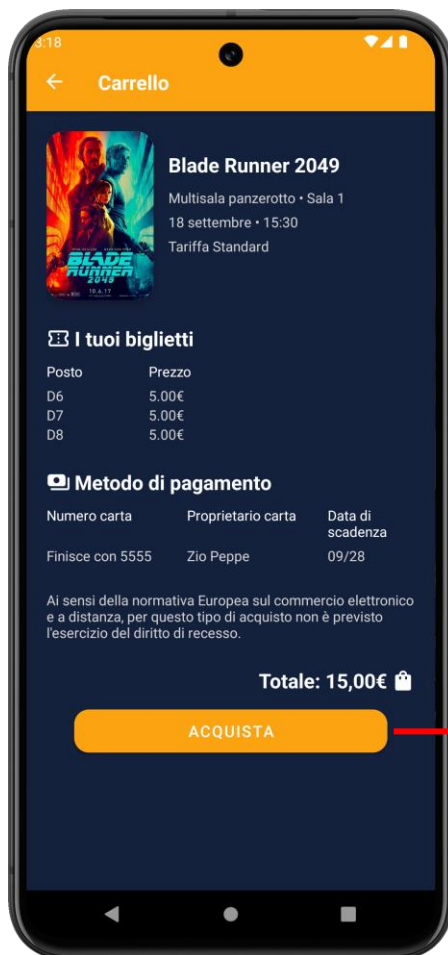 3:18
Carrello
Blade Runner 2049
Multisala panzerotto • Sala 1
18 settembre • 15:30
Tariffa Standard
BLADE
RUNNER
2049
10.6.17
I tuoi biglietti
Posto Prezzo
D6 5.00€
D7 5.00€
D8 5.00€
Metodo di pagamento
Numero carta Proprietario carta Data di
scadenza
Finisce con 5555 Zio Peppe 09/28
Ai sensi della normativa Europea sul commercio elettronico
e a distanza, per questo tipo di acquisto non è previsto
l'esercizio del diritto di recesso.
Totale: 15,00€
ACQUISTA